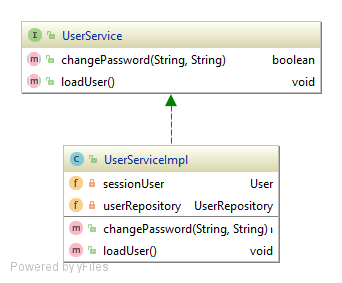 I UserService
m changePassword(String, String) boolean
m loadUser() void
C UserServiceImpl
f sessionUser User
f userRepository UserRepository
m changePassword(String, String)
m loadUser() void
Powered by yFiles